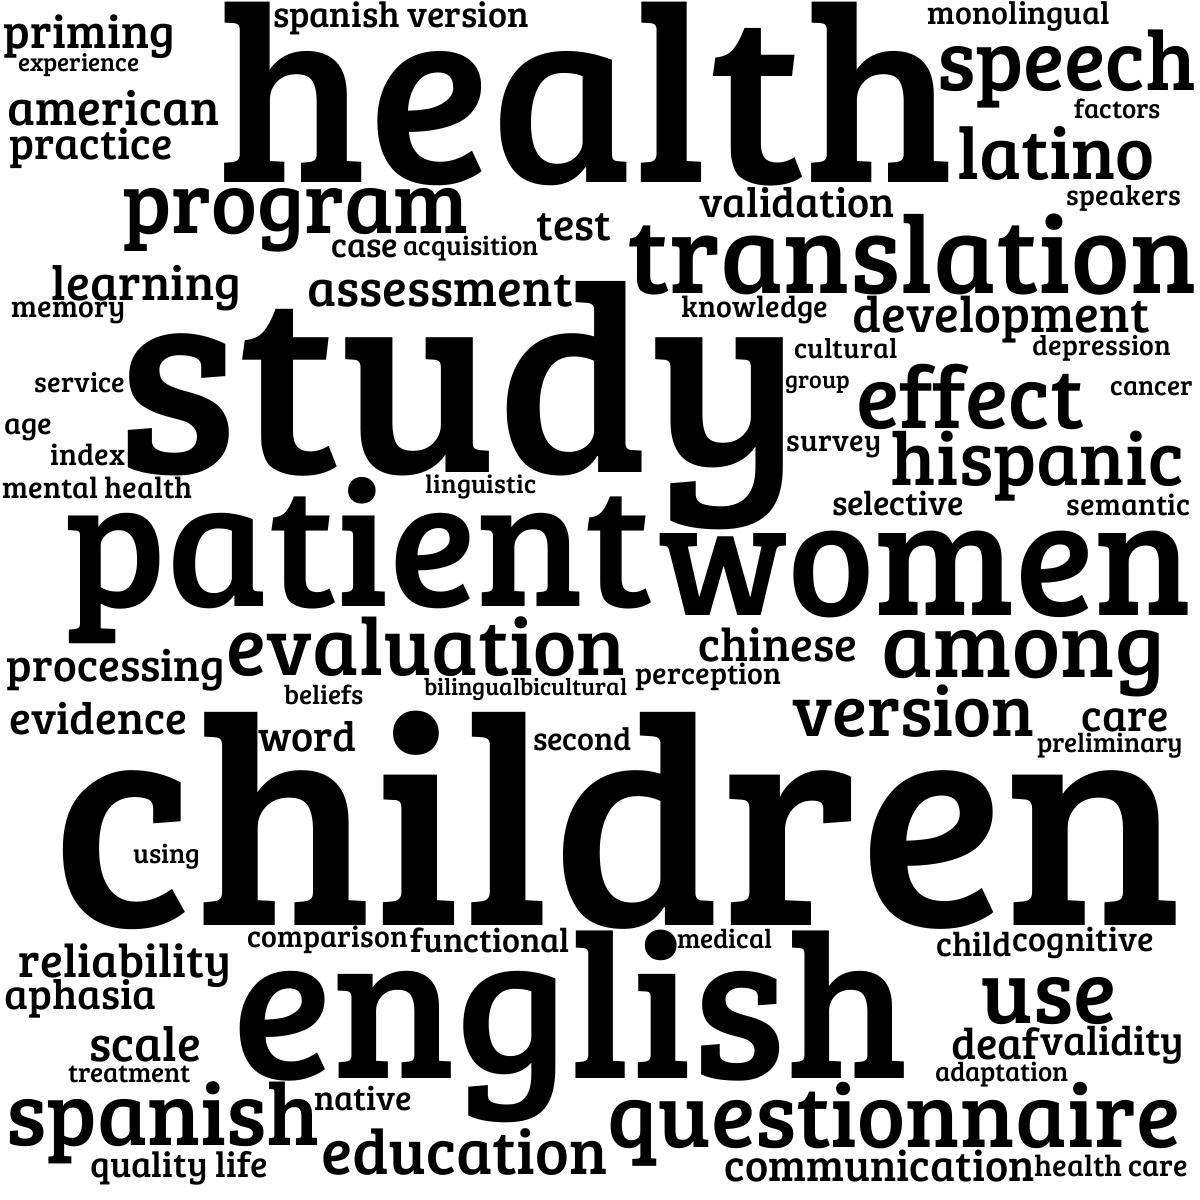 spanish version
monolingual
priming
health
speech
experience
american
factors
practice
latino
program
validation
speakers
test
case
acquisition
translation
learning
assessment
memory
knowledge
development
study
cultural
depression
service
group
effect
cancer
age
survey
hispanic
index
mental health
linguistic
selective
semantic
patient
women
evaluation
chinese
among
processing
perception
beliefs
bilingualbicultural
evidence
word
second
version
care
preliminary
children
using
comparison
functional
medical
child
cognitive
reliability
aphasia
english
use
scale
deaf
validity
treatment
adaptation
spanish
native
questionnaire
education
quality life
communication
health care